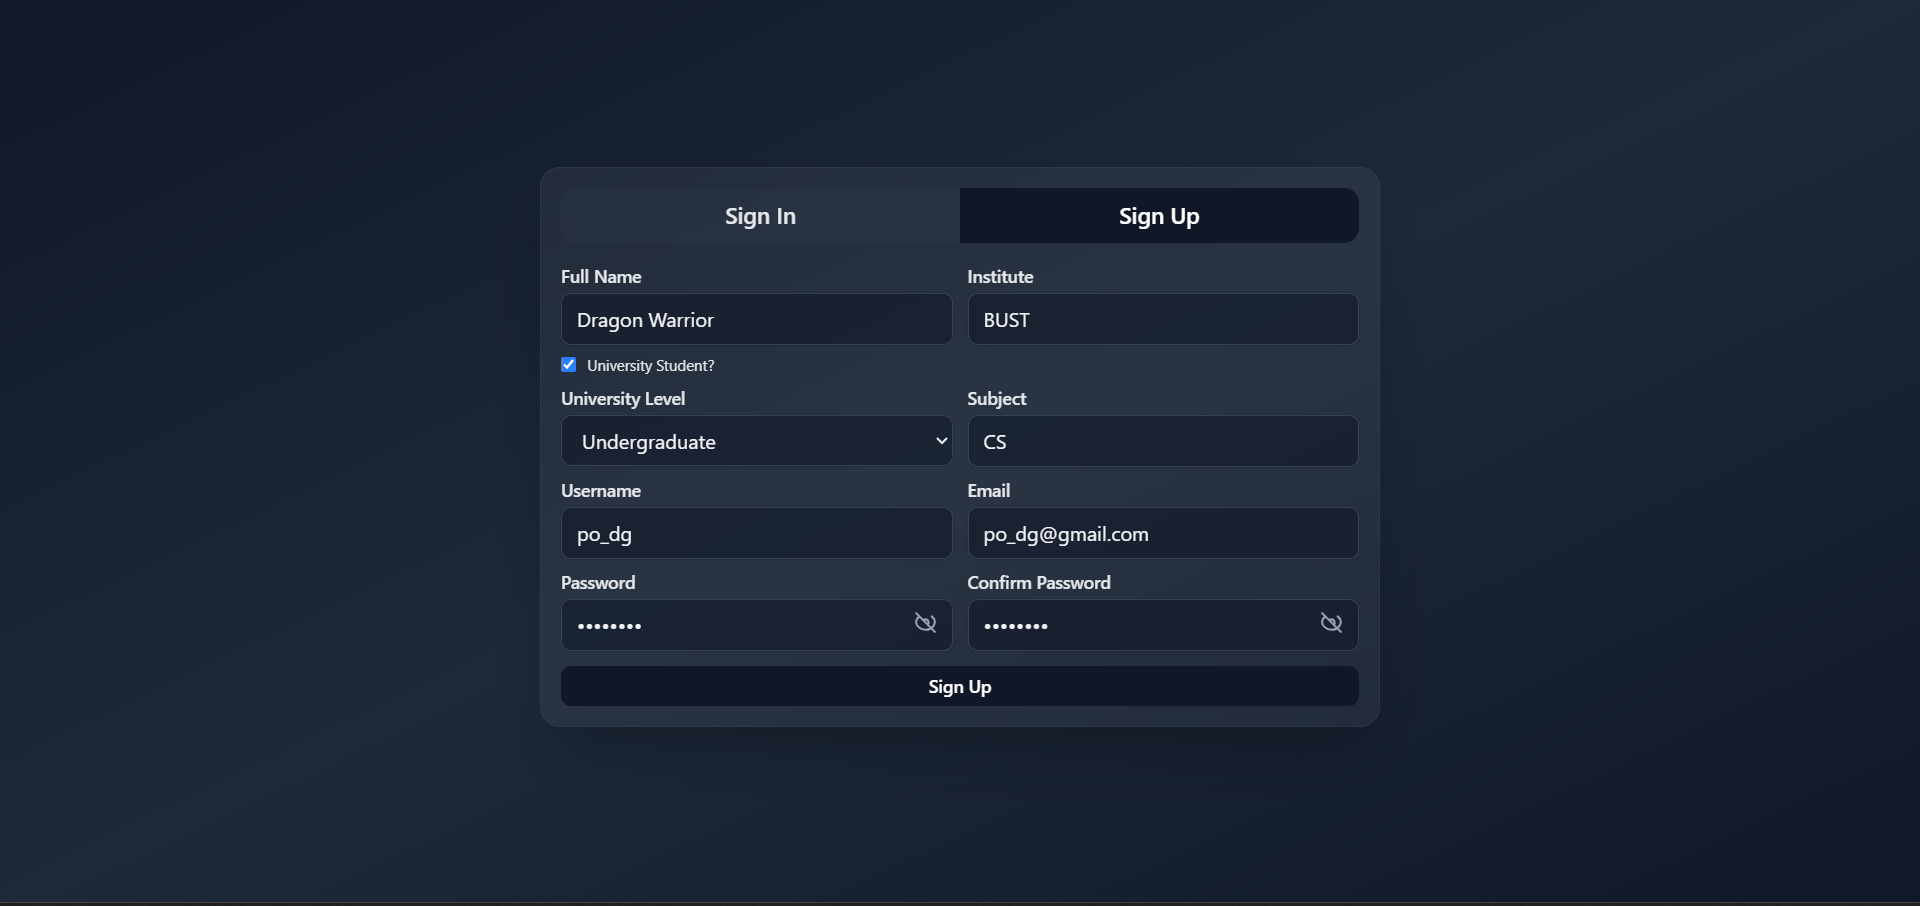 Sign In Sign Up
Full Name Institute
Dragon Warrior BUST
University Student?
University Level Subject
Undergraduate CS
Username Email
po_dg po_dg@gmail.com
Password Confirm Password
•••••••• ••••••••
Sign Up